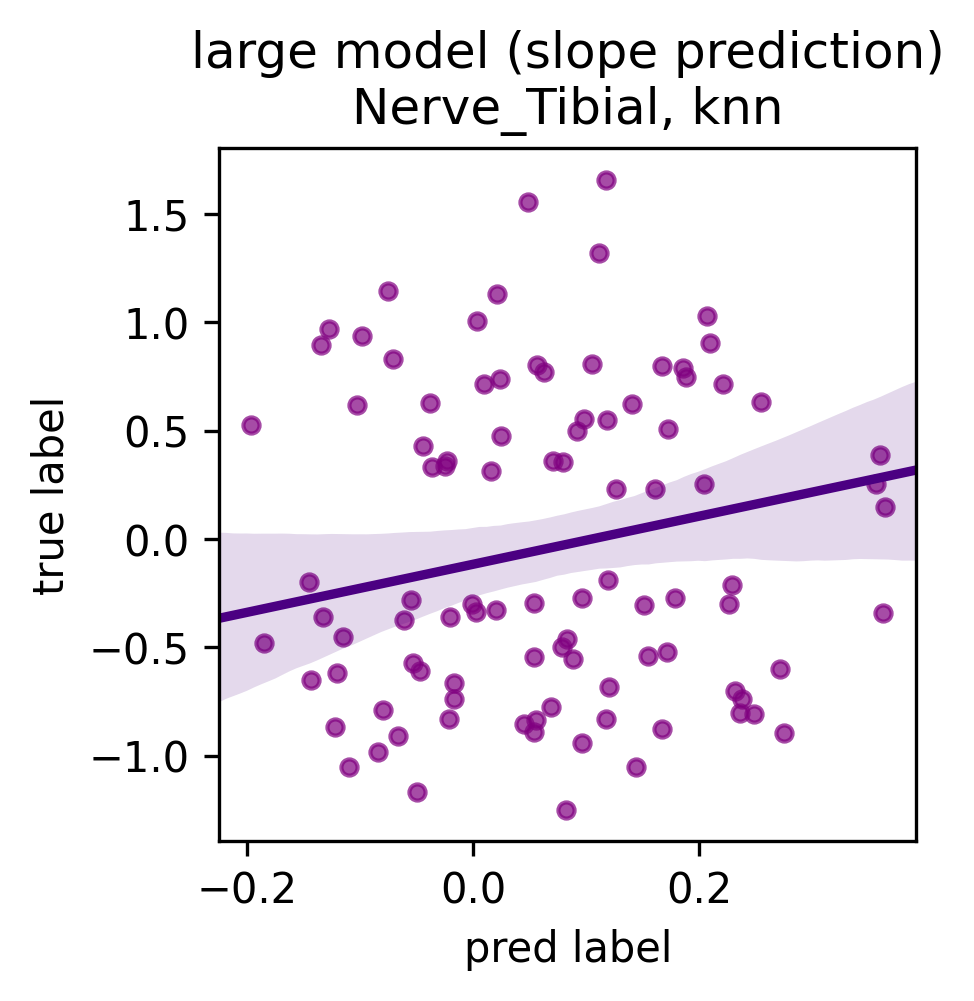 large model (slope prediction)
Nerve_Tibial, knn
true label
1.5
1.0
0.5
0.0
−0.5
−1.0
−0.2
0.0
0.2
pred label